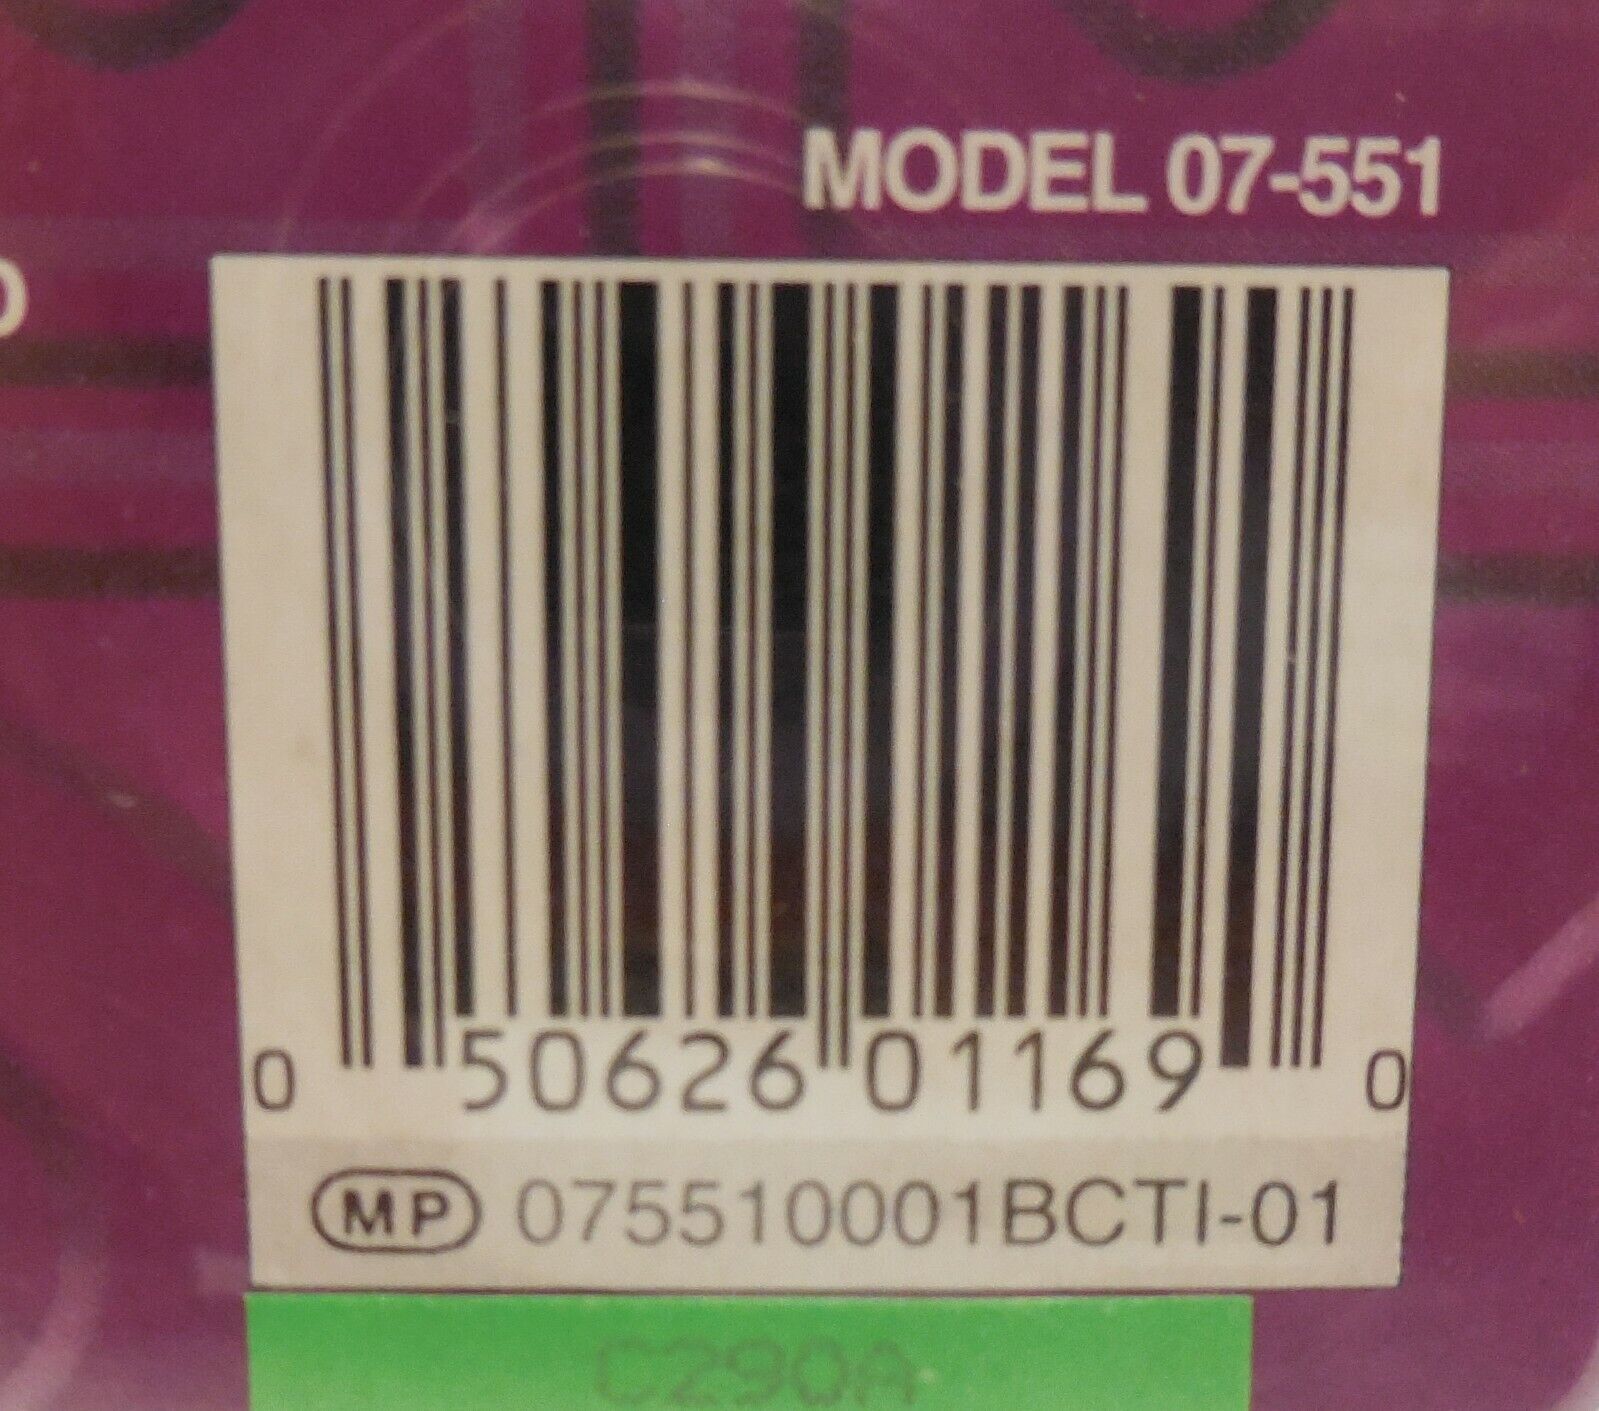 MODEL 07-551
0 50626 01169 0
MP 075510001BCTI-01
C290A